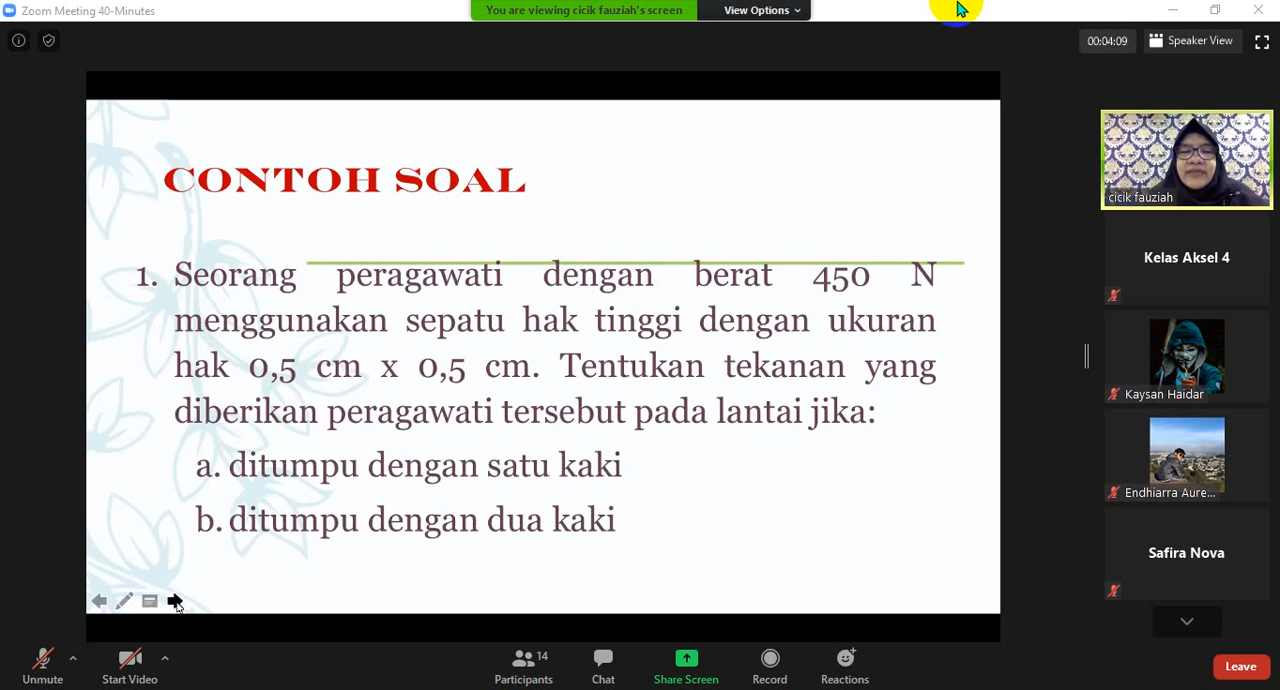 Zoom Meeting 40-Minutes
You are viewing cicik fauziah's screen
View Options
00:04:09
Speaker View
CONTOH SOAL
1. Seorang peragawati dengan berat 450 N
menggunakan sepatu hak tinggi dengan ukuran
hak 0,5 cm x 0,5 cm. Tentukan tekanan yang
diberikan peragawati tersebut pada lantai jika:
a. ditumpu dengan satu kaki
b. ditumpu dengan dua kaki
cicik fauziah
Kelas Aksel 4
Kaysan Haidar
Endhiarra Aure...
Safira Nova
Unmute
Start Video
14
Participants
Chat
Share Screen
Record
Reactions
Leave